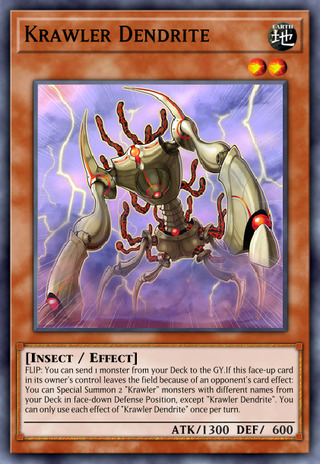 Krawler Dendrite
EARTH
地
[Insect / Effect]
FLIP: You can send 1 monster from your Deck to the GY.If this face-up card
in its owner's control leaves the field because of an opponent's card effect:
You can Special Summon 2 "Krawler" monsters with different names from
your Deck in face-down Defense Position, except "Krawler Dendrite". You
can only use each effect of "Krawler Dendrite" once per turn.
ATK/1300 DEF/ 600